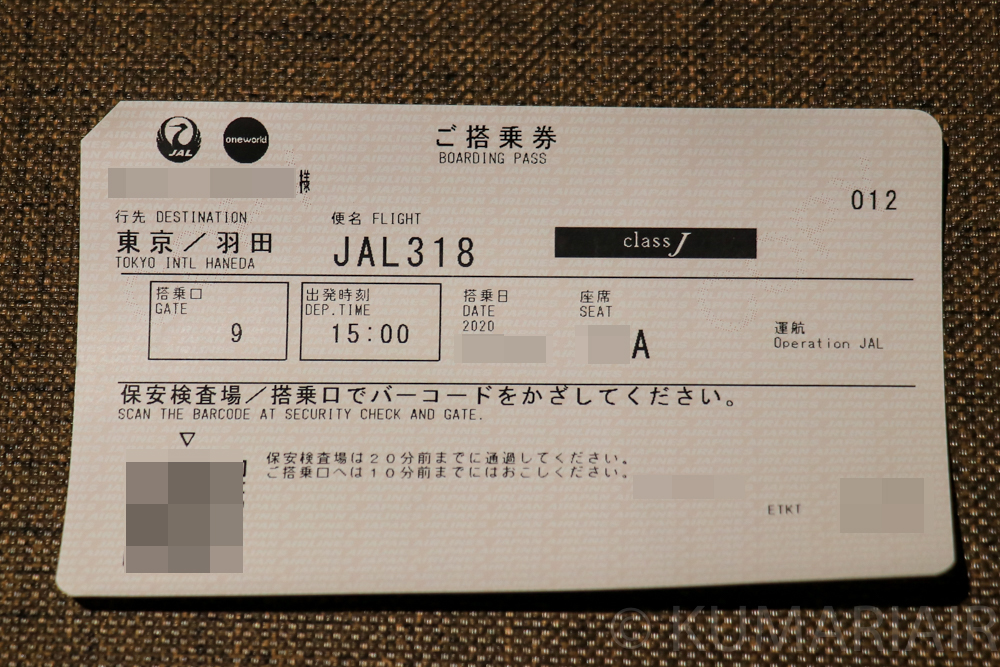 JAL
oneworld
ご搭乗券
BOARDING PASS
様
012
行先 DESTINATION
便名 FLIGHT
東京／羽田
JAL318
class J
TOKYO INTL HANEDA
搭乗口
GATE
9
出発時刻
DEP.TIME
15:00
搭乗日
DATE
2020
座席
SEAT
A
運航
Operation JAL
保安検査場／搭乗口でバーコードをかざしてください。
SCAN THE BARCODE AT SECURITY CHECK AND GATE.
保安検査場は２０分前までに通過してください。
ご搭乗口へは１０分前までにはおこしください。
ETKT
© KUMARIAIR